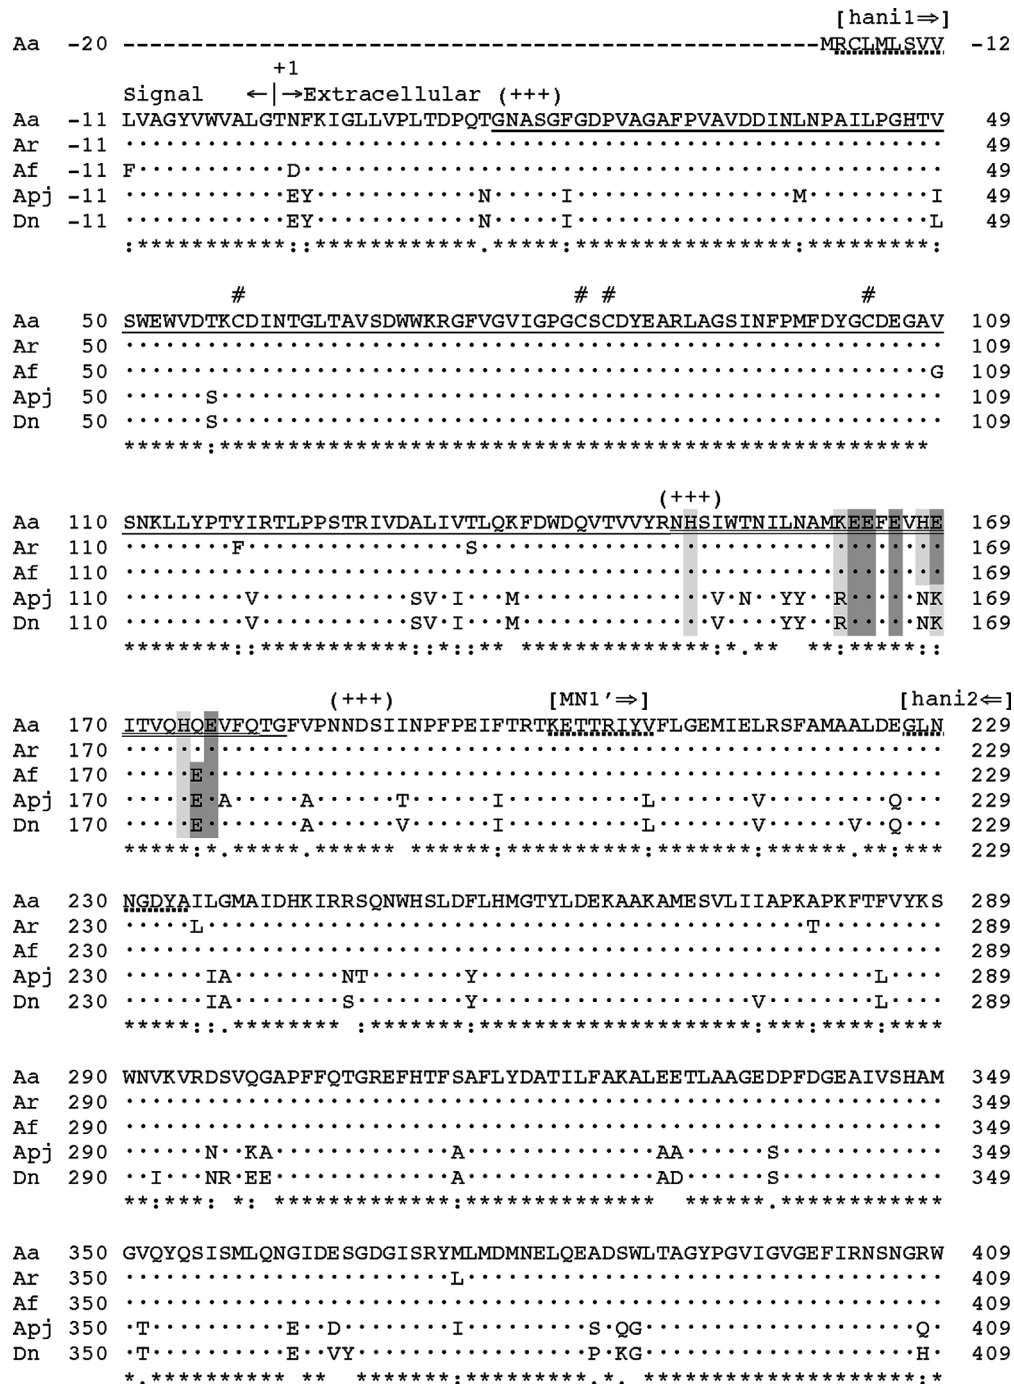 [hani1⇒]
Aa -20 ---------------------------------------------------MRCLMLSVV -12
+1
Signal ←|→Extracellular (+++)
Aa -11 LVAGYVWVALGTNFKIGLLVPLTDPQTGNASGFGDPVAGAFPVAVDDINLNPAILPGHTV 49
Ar -11 ···························································· 49
Af -11 F···········D··············································· 49
Apj -11 ············EY············N·····I················M·········I 49
Dn -11 ············EY············N·····I··························L 49
:***********::************.*****:****************:*********:
# # # #
Aa 50 SWEWVDTKCDINTGLTAVSDWWKRGFVGVIGPGCSCDYEARLAGSINFPMFDYGCDEGAV 109
Ar 50 ···························································· 109
Af 50 ···························································G 109
Apj 50 ······S····················································· 109
Dn 50 ······S····················································· 109
******:****************************************************
(+++)
Aa 110 SNKLLYPTYIRTLPPSTRIVDALIVTLQKFDWDQVTVVYRNHSIWTNILNAMKEEFEVHE 169
Ar 110 ········F················S·································· 169
Af 110 ···························································· 169
Apj 110 ·········V···········SV·I···M··············V·N··YY··R·····NK 169
Dn 110 ·········V···········SV·I···M··············V····YY··R·····NK 169
********::***********::*::** **************:*.**  **:*****::
(+++) [MN1’⇒] [hani2⇐]
Aa 170 ITVQHQEVFQTGFVPNNDSIINPFPEIFTRTKETTRIYVFLGEMIELRSFAMAALDEGLN 229
Ar 170 ···························································· 229
Af 170 ·····E······················································ 229
Apj 170 ·····E·A·····A······T······I··········L·······V·········Q··· 229
Dn 170 ·····E·······A······V······I··········L·······V······V··Q··· 229
*****:*.*****.****** ******:**********:*******:******.**:*** 229
Aa 230 NGDYAILGMAIDHKIRRSQNWHSLDFLHMGTYLDEKAAKAMESVLIIAPKAPKFTFVYKS 289
Ar 230 ·····L············································T········· 289
Af 230 ···························································· 289
Apj 230 ······IA········NT·······Y·····························L···· 289
Dn 230 ······IA········S········Y····················V········L···· 289
*****::.******** :*******:********************:***:****:****
Aa 290 WNVKVRDSVQGAPFFQTGREFHTFSAFLYDATILFAKALEETLAAGEDPFDGEAIVSHAM 349
Ar 290 ···························································· 349
Af 290 ···························································· 349
Apj 290 ······N··KA·············A··············AA······S············ 349
Dn 290 ··I···NR·EE·············A··············AD······S············ 349
**:***: *: *************:**************  ******.************
Aa 350 GVQYQSISMLQNGIDESGDGISRYMLMDMNELQEADSWLTAGYPGVIGVGEFIRNSNGRW 409
Ar 350 ························L··································· 409
Af 350 ···························································· 409
Apj 350 ·T··········E··D········I·········S·QG····················Q· 409
Dn 350 ·T··········E··VY·················P·KG····················H· 409
*.********** **  *******:*********.*. ********************:*